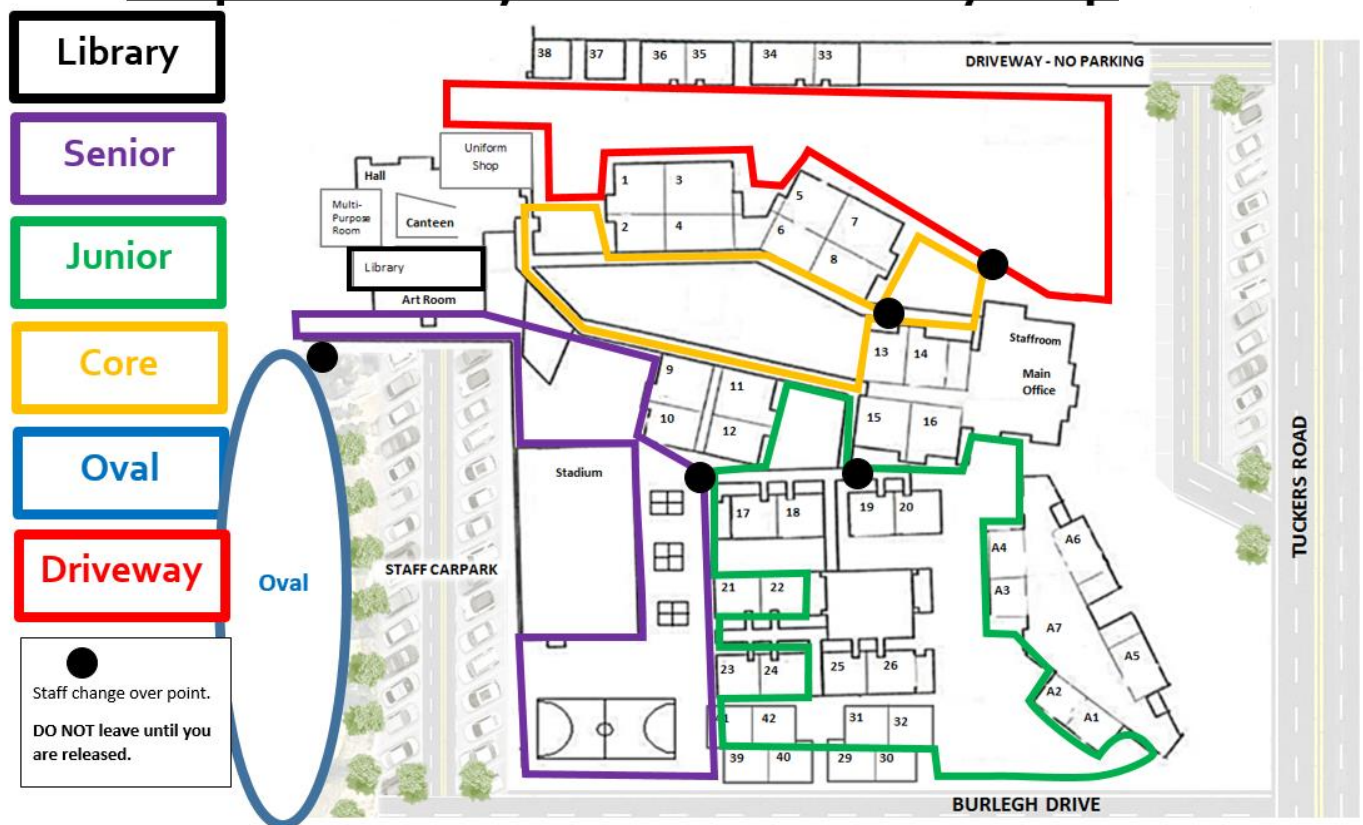 Library
Senior
Junior
Core
Oval
Driveway
Staff change over point.
DO NOT leave until you
are released.
38 37 36 35 34 33
DRIVEWAY - NO PARKING
Uniform
Shop
Hall
Multi-
Purpose
Room
Canteen
Library
Art Room
1 3
2 4
5
6 7
8
13 14
Staffroom
Main
Office
9 11
10 12
15 16
Stadium
17 18
19 20
A4
A3
A6
A7
A5
A2
A1
21 22
23 24
25 26
42
31 32
39 40
29 30
Oval
STAFF CARPARK
TUCKERS ROAD
BURLEGH DRIVE